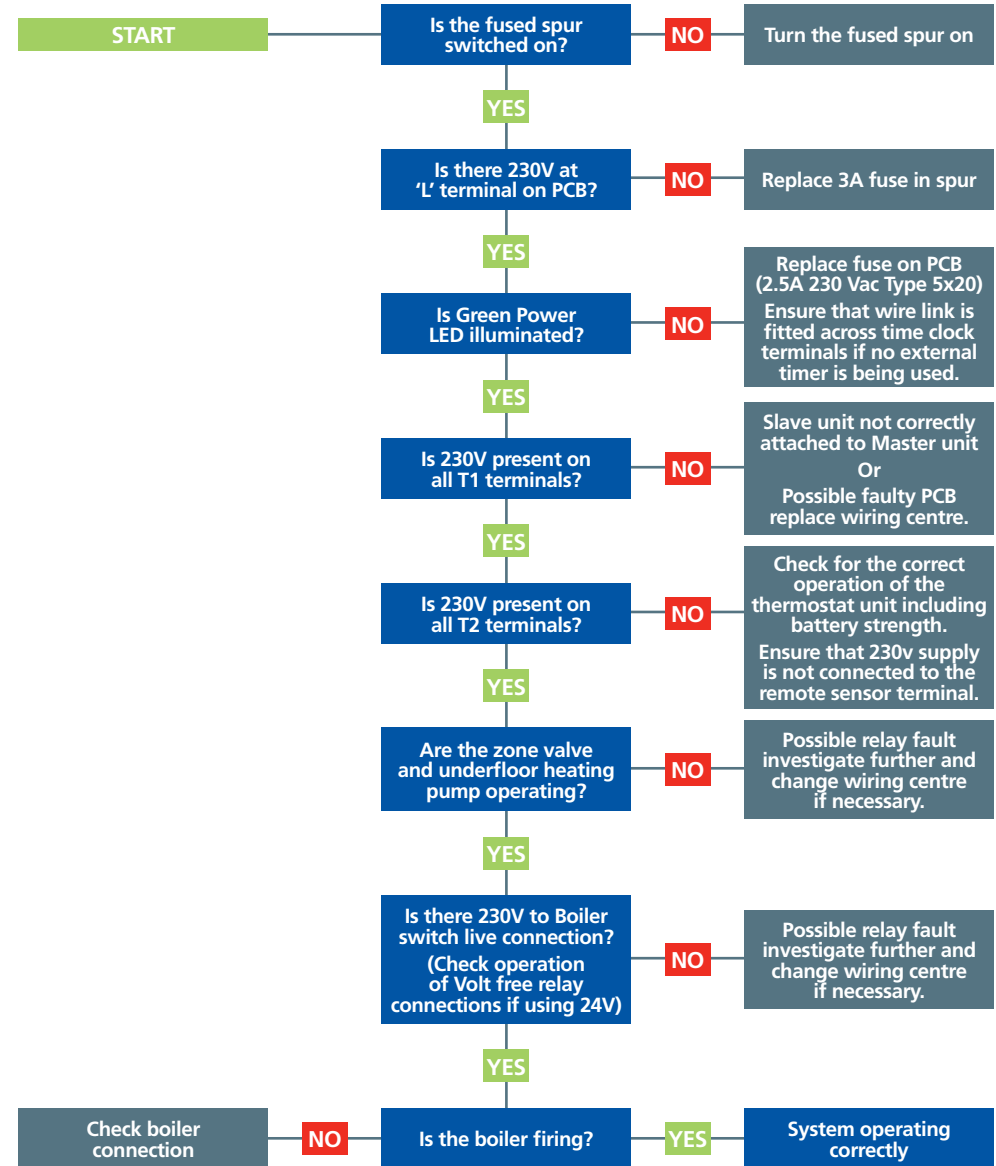 START
Is the fused spur
switched on?
NO
Turn the fused spur on
YES
Is there 230V at
‘L’ terminal on PCB?
NO
Replace 3A fuse in spur
YES
Is Green Power
LED illuminated?
NO
Replace fuse on PCB
(2.5A 230 Vac Type 5x20)
Ensure that wire link is
fitted across time clock
terminals if no external
timer is being used.
YES
Is 230V present on
all T1 terminals?
NO
Slave unit not correctly
attached to Master unit
Or
Possible faulty PCB
replace wiring centre.
YES
Is 230V present on
all T2 terminals?
NO
Check for the correct
operation of the
thermostat unit including
battery strength.
Ensure that 230v supply
is not connected to the
remote sensor terminal.
YES
Are the zone valve
and underfloor heating
pump operating?
NO
Possible relay fault
investigate further and
change wiring centre
if necessary.
YES
Is there 230V to Boiler
switch live connection?
(Check operation
of Volt free relay
connections if using 24V)
NO
Possible relay fault
investigate further and
change wiring centre
if necessary.
YES
Check boiler
connection
NO
Is the boiler firing?
YES
System operating
correctly